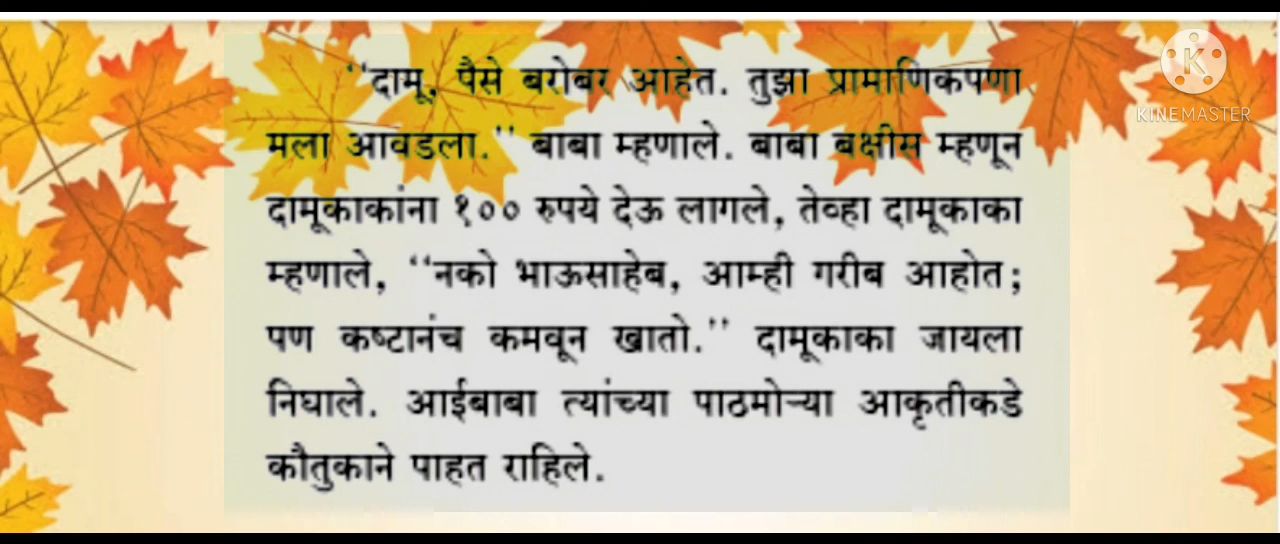 ‘‘दामू, पैसे बरोबर आहेत. तुझा प्रामाणिकपणा
मला आवडला.’’ बाबा म्हणाले. बाबा बक्षीस म्हणून
दामूकाकांना १०० रुपये देऊ लागले, तेव्हा दामूकाका
म्हणाले, ‘‘नको भाऊसाहेब, आम्ही गरीब आहोत;
पण कष्टानंच कमवून खातो.’’ दामूकाका जायला
निघाले. आईबाबा त्यांच्या पाठमोऱ्या आकृतीकडे
कौतुकाने पाहत राहिले.
K
KINEMASTER